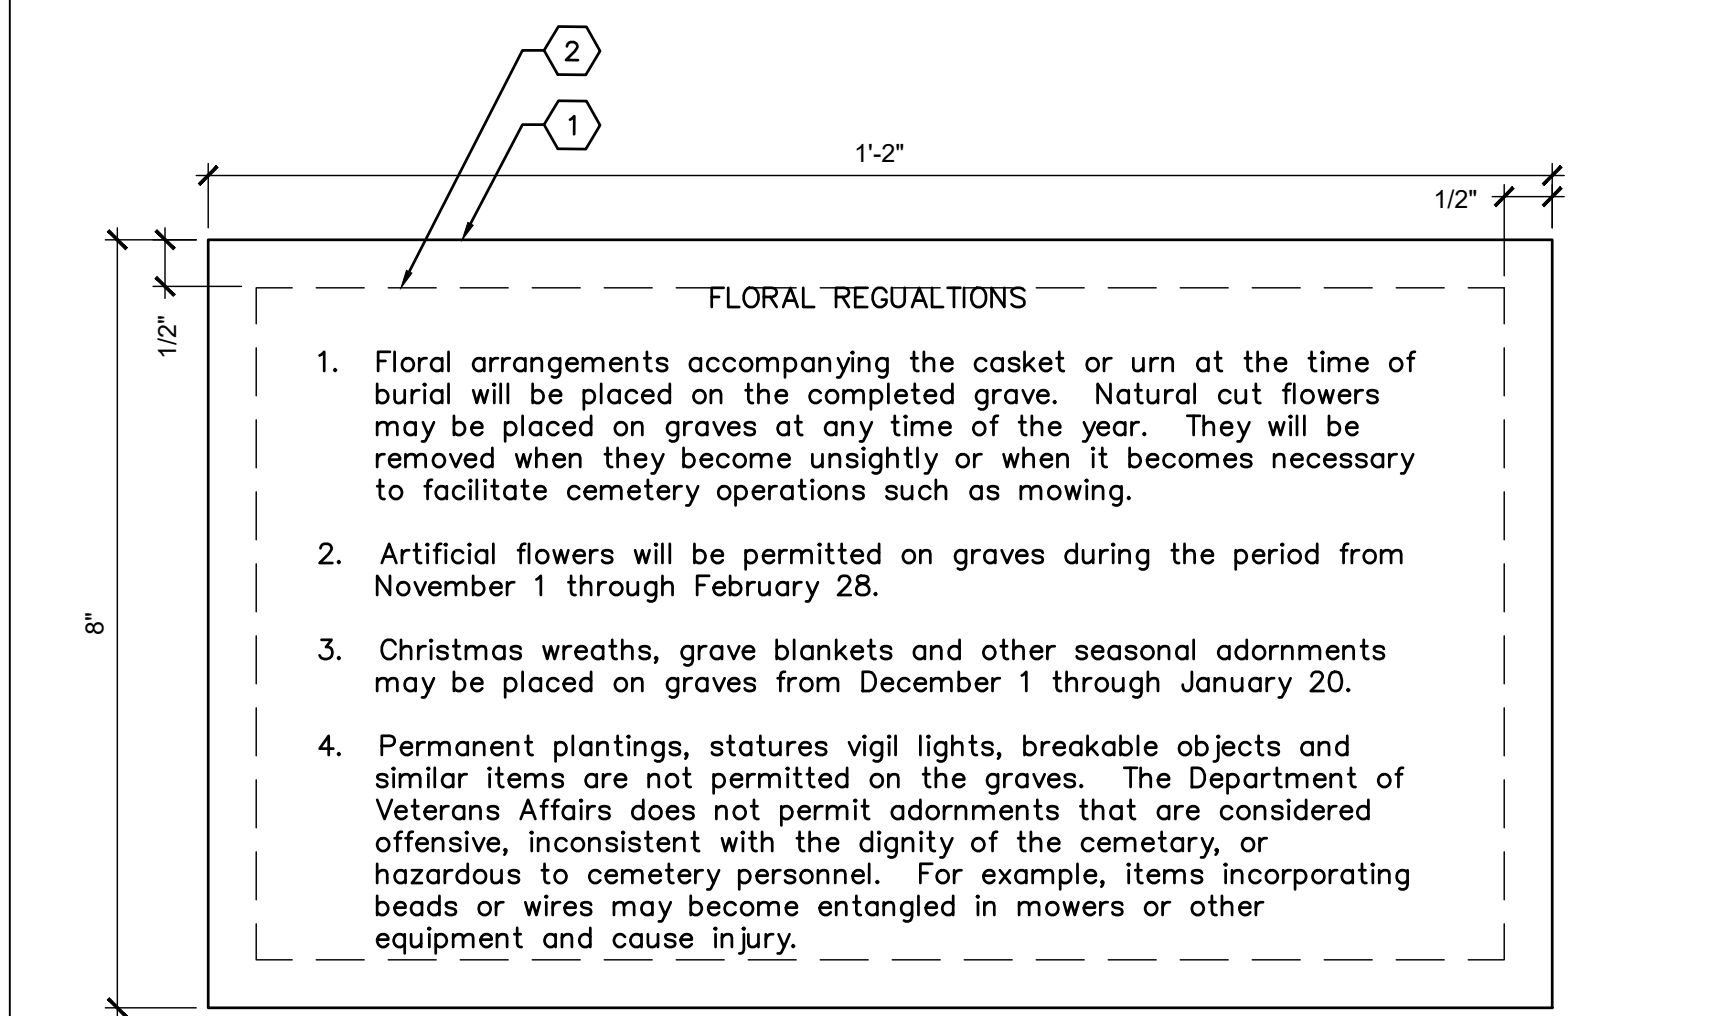 2
1
1'-2"
1/2"
1/2"
8"
FLORAL REGUALTIONS
1. Floral arrangements accompanying the casket or urn at the time of
burial will be placed on the completed grave. Natural cut flowers
may be placed on graves at any time of the year. They will be
removed when they become unsightly or when it becomes necessary
to facilitate cemetery operations such as mowing.
2. Artificial flowers will be permitted on graves during the period from
November 1 through February 28.
3. Christmas wreaths, grave blankets and other seasonal adornments
may be placed on graves from December 1 through January 20.
4. Permanent plantings, statures vigil lights, breakable objects and
similar items are not permitted on the graves. The Department of
Veterans Affairs does not permit adornments that are considered
offensive, inconsistent with the dignity of the cemetary, or
hazardous to cemetery personnel. For example, items incorporating
beads or wires may become entangled in mowers or other
equipment and cause injury.